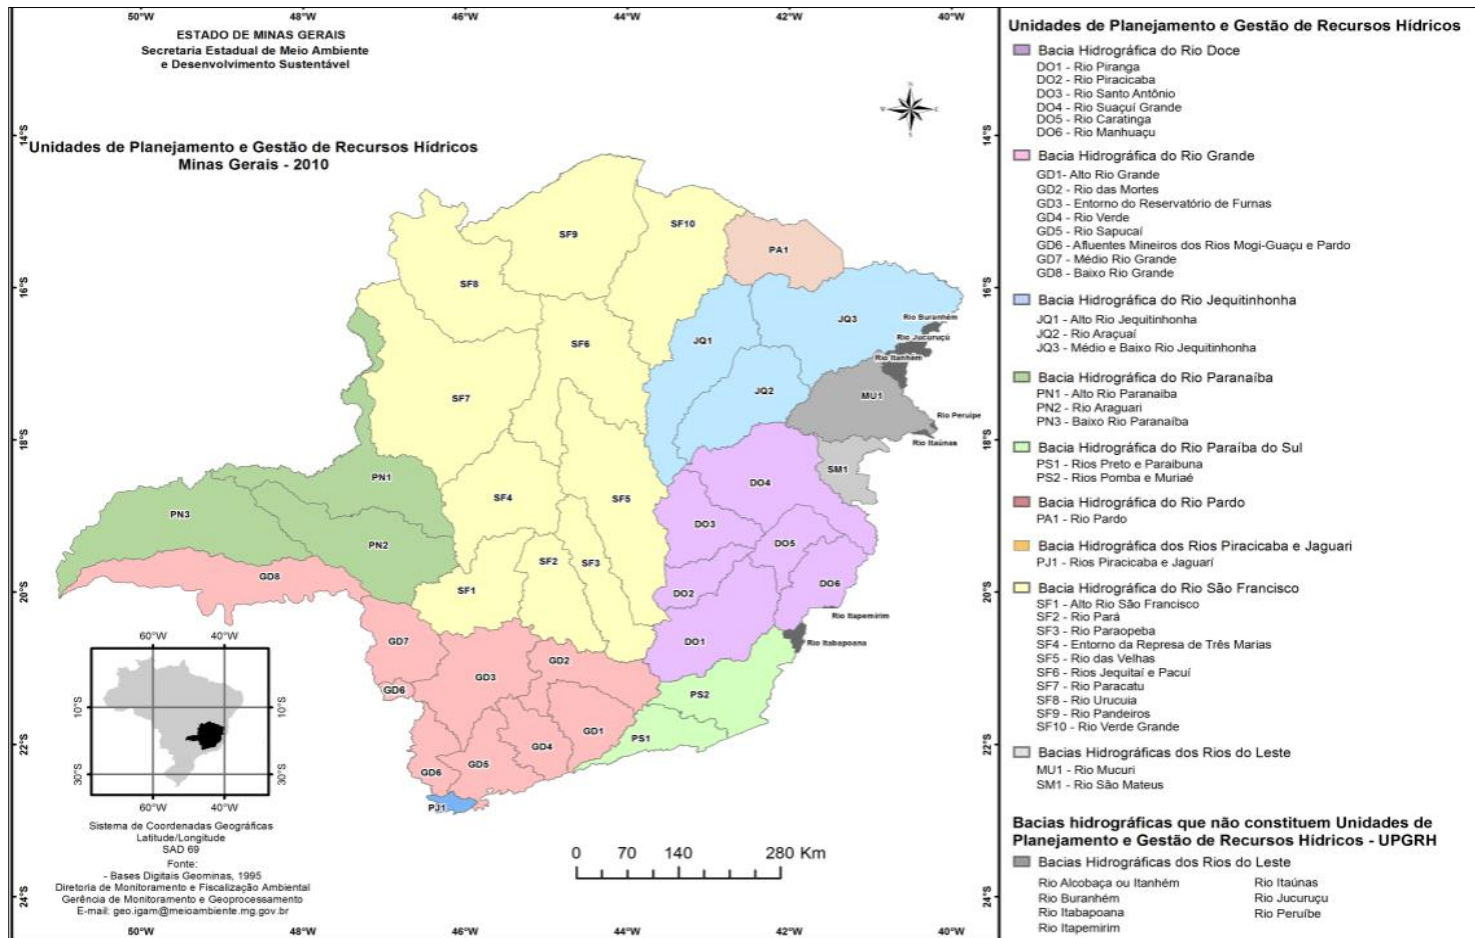 50°W 48°W 46°W 44°W 42°W 40°W
ESTADO DE MINAS GERAIS
Secretaria Estadual de Meio Ambiente
e Desenvolvimento Sustentável
Unidades de Planejamento e Gestão de Recursos Hídricos
Minas Gerais - 2010
14°S
16°S
18°S
20°S
22°S
24°S
14°S
16°S
18°S
20°S
22°S
24°S
SF9
SF10
PA1
SF8
JQ3
Rio Buranhém
SF6
JQ1
Rio Jucuruçú
Rio Itanhém
SF7
JQ2
MU1
Rio Peruípe
Rio Itaúnas
PN1
SM1
DO4
SF4
SF5
PN3
DO3
PN2
DO5
SF2
SF3
GD8
DO6
SF1
DO2
Rio Itapemirim
GD7
DO1
Rio Itabapoana
GD2
GD3
GD6
PS2
GD1
PS1
GD4
GD5
GD6
PJ1
60°W 40°W
10°S
30°S
10°S
30°S
60°W 40°W
Sistema de Coordenadas Geográficas
Latitude/Longitude
SAD 69
Fonte:
- Bases Digitais Geominas, 1995
Diretoria de Monitoramento e Fiscalização Ambiental
Gerência de Monitoramento e Geoprocessamento
E-mail: geo.igam@meioambiente.mg.gov.br
0 70 140 280 Km
50°W 48°W 46°W 44°W 42°W 40°W
Unidades de Planejamento e Gestão de Recursos Hídricos
Bacia Hidrográfica do Rio Doce
DO1 - Rio Piranga
DO2 - Rio Piracicaba
DO3 - Rio Santo Antônio
DO4 - Rio Suaçuí Grande
DO5 - Rio Caratinga
DO6 - Rio Manhuaçu
Bacia Hidrográfica do Rio Grande
GD1- Alto Rio Grande
GD2 - Rio das Mortes
GD3 - Entorno do Reservatório de Furnas
GD4 - Rio Verde
GD5 - Rio Sapucaí
GD6 - Afluentes Mineiros dos Rios Mogi-Guaçu e Pardo
GD7 - Médio Rio Grande
GD8 - Baixo Rio Grande
Bacia Hidrográfica do Rio Jequitinhonha
JQ1 - Alto Rio Jequitinhonha
JQ2 - Rio Araçuaí
JQ3 - Médio e Baixo Rio Jequitinhonha
Bacia Hidrográfica do Rio Paranaíba
PN1 - Alto Rio Paranaiba
PN2 - Rio Araguari
PN3 - Baixo Rio Paranaíba
Bacia Hidrográfica do Rio Paraíba do Sul
PS1 - Rios Preto e Paraibuna
PS2 - Rios Pomba e Muriaé
Bacia Hidrográfica do Rio Pardo
PA1 - Rio Pardo
Bacia Hidrográfica dos Rios Piracicaba e Jaguari
PJ1 - Rios Piracicaba e Jaguarí
Bacia Hidrográfica do Rio São Francisco
SF1 - Alto Rio São Francisco
SF2 - Rio Pará
SF3 - Rio Paraopeba
SF4 - Entorno da Represa de Três Marias
SF5 - Rio das Velhas
SF6 - Rios Jequitaí e Pacuí
SF7 - Rio Paracatu
SF8 - Rio Urucuia
SF9 - Rio Pandeiros
SF10 - Rio Verde Grande
Bacias Hidrográficas dos Rios do Leste
MU1 - Rio Mucuri
SM1 - Rio São Mateus
Bacias hidrográficas que não constituem Unidades de
Planejamento e Gestão de Recursos Hídricos - UPGRH
Bacias Hidrográficas dos Rios do Leste
Rio Alcobaça ou Itanhém Rio Itaúnas
Rio Buranhém Rio Jucuruçu
Rio Itabapoana Rio Peruíbe
Rio Itapemirim